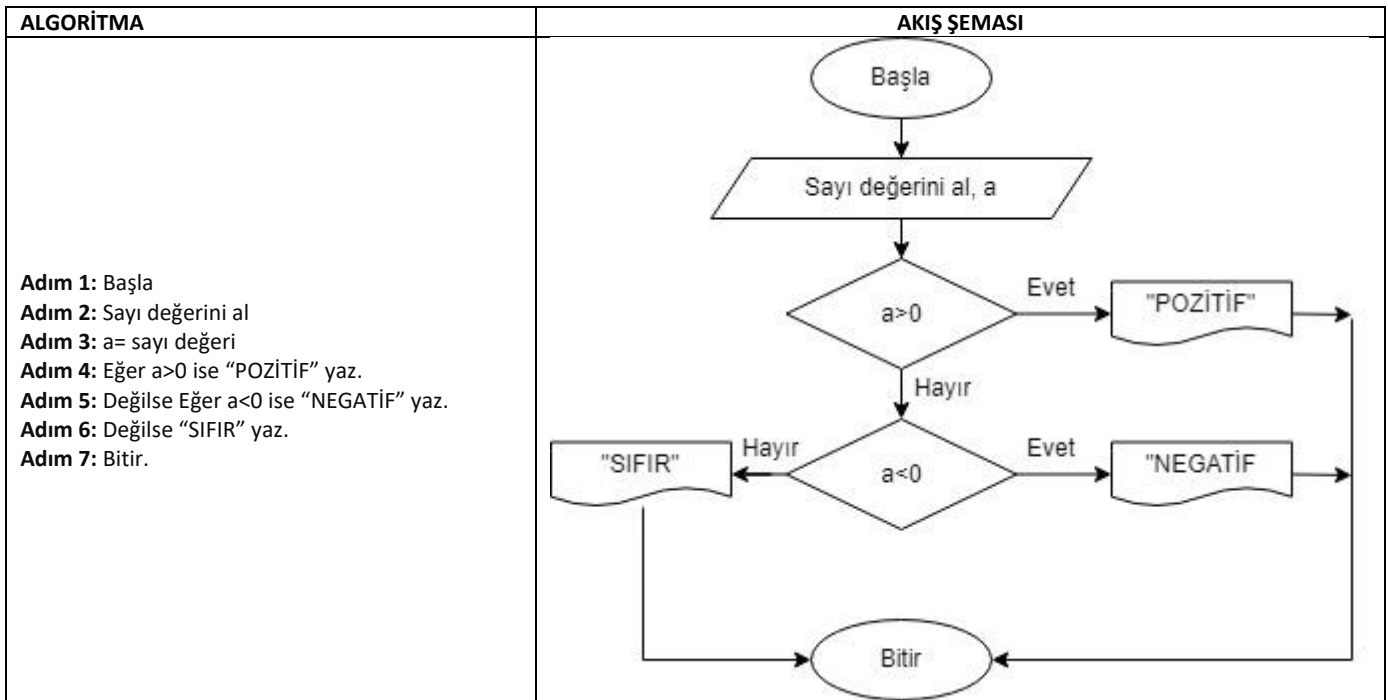 ALGORİTMA
AKIŞ ŞEMASI
Adım 1: Başla
Adım 2: Sayı değerini al
Adım 3: a= sayı değeri
Adım 4: Eğer a>0 ise “POZİTİF” yaz.
Adım 5: Değilse Eğer a<0 ise “NEGATİF” yaz.
Adım 6: Değilse “SIFIR” yaz.
Adım 7: Bitir.
Başla
Sayı değerini al, a
a>0
Evet
"POZİTİF"
Hayır
"SIFIR"
Hayır
a<0
Evet
"NEGATİF
Bitir